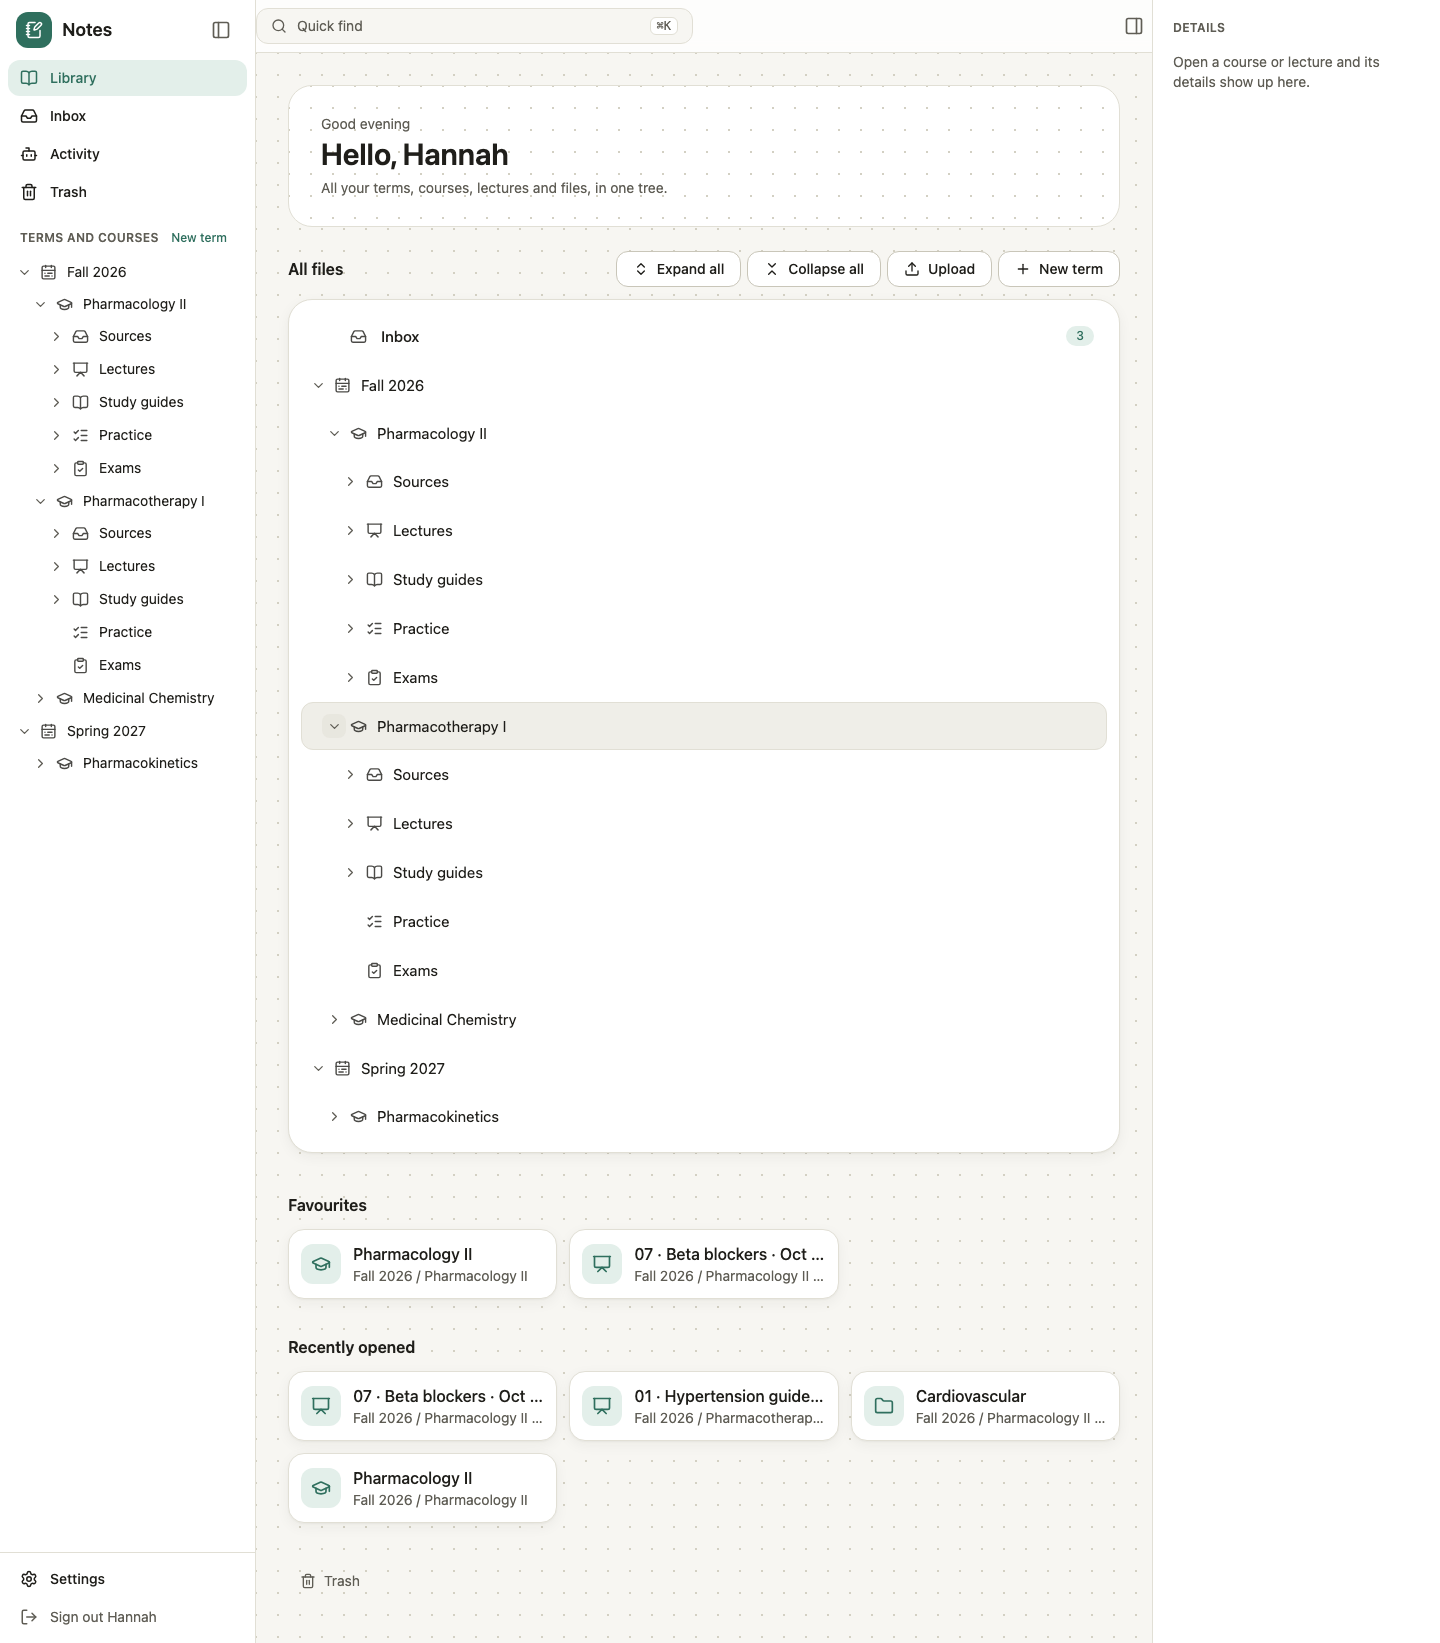 Notes
Library
Inbox
Activity
Trash
TERMS AND COURSES New term
Fall 2026
Pharmacology II
Sources
Lectures
Study guides
Practice
Exams
Pharmacotherapy I
Sources
Lectures
Study guides
Practice
Exams
Medicinal Chemistry
Spring 2027
Pharmacokinetics
Settings
Sign out Hannah
Quick find ⌘K
Good evening
Hello, Hannah
All your terms, courses, lectures and files, in one tree.
All files Expand all Collapse all Upload New term
Inbox 3
Fall 2026
Pharmacology II
Sources
Lectures
Study guides
Practice
Exams
Pharmacotherapy I
Sources
Lectures
Study guides
Practice
Exams
Medicinal Chemistry
Spring 2027
Pharmacokinetics
Favourites
Pharmacology II
Fall 2026 / Pharmacology II
07 · Beta blockers · Oct ...
Fall 2026 / Pharmacology II ...
Recently opened
07 · Beta blockers · Oct ...
Fall 2026 / Pharmacology II ...
01 · Hypertension guide...
Fall 2026 / Pharmacotherap...
Cardiovascular
Fall 2026 / Pharmacology II ...
Pharmacology II
Fall 2026 / Pharmacology II
Trash
DETAILS
Open a course or lecture and its
details show up here.